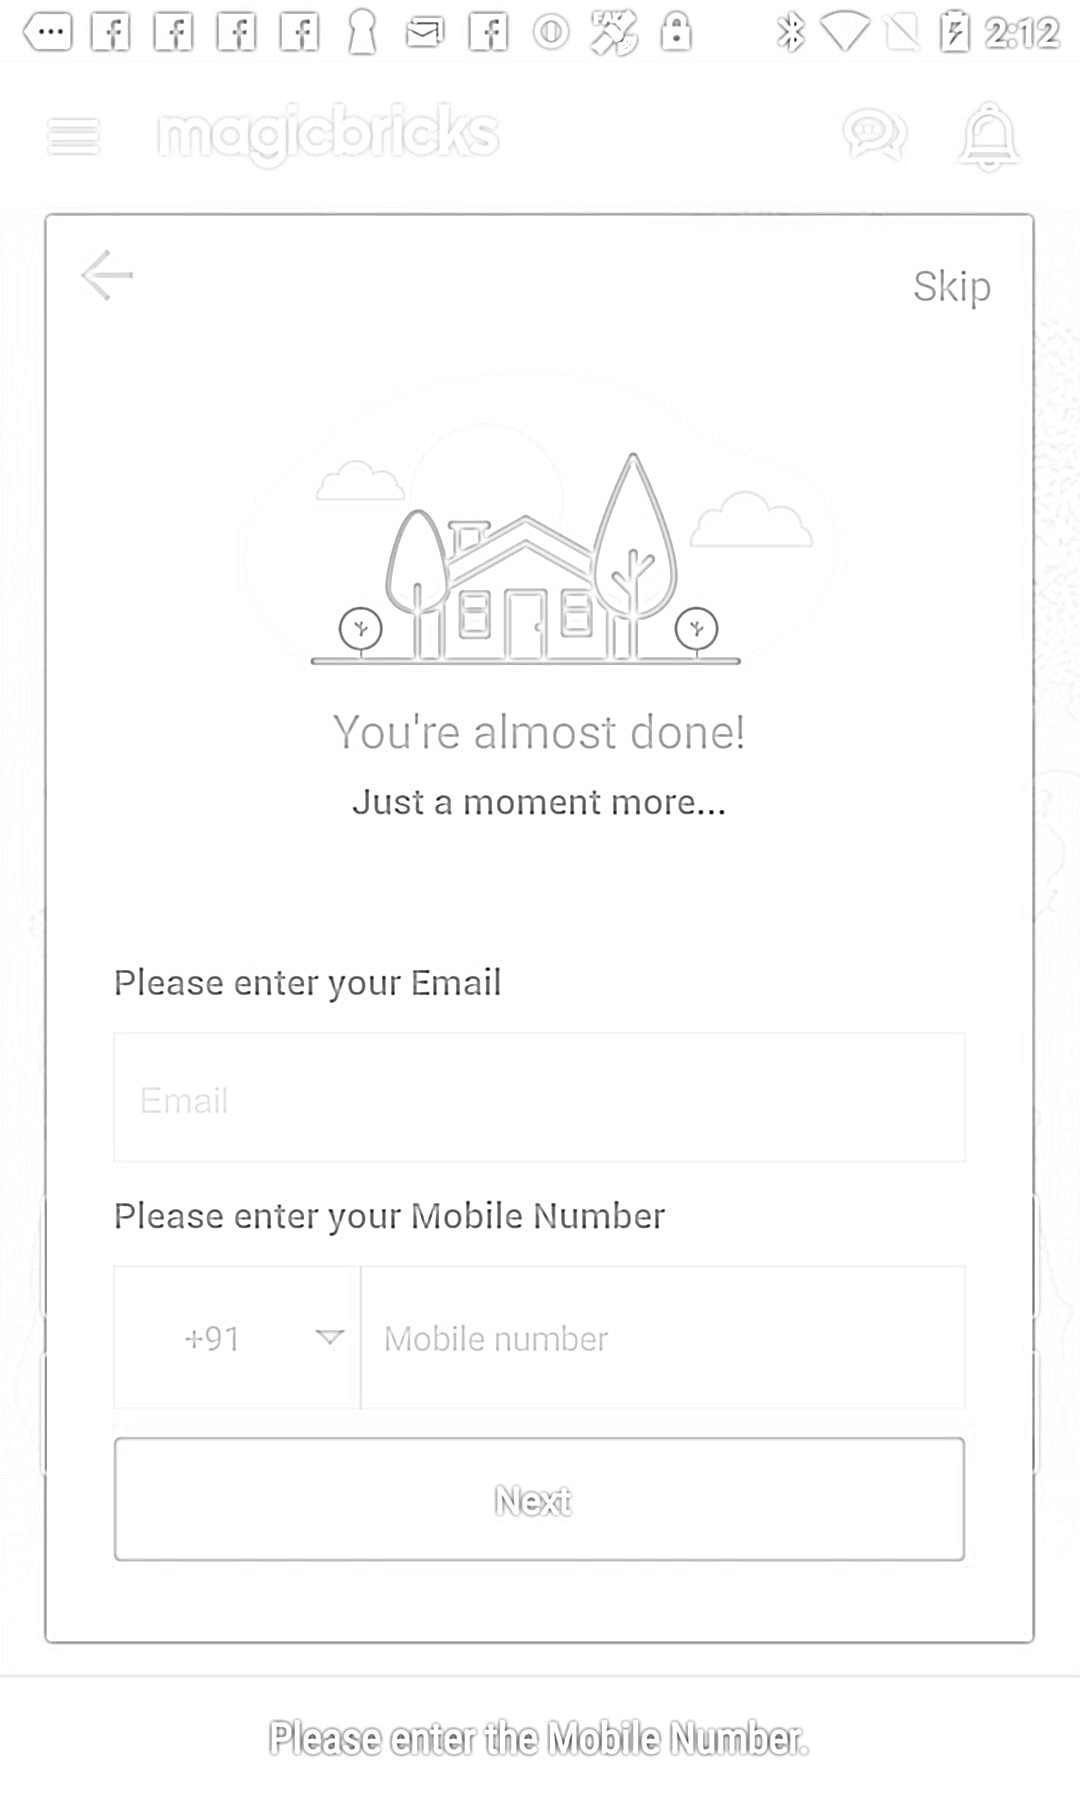 2:12
magicbricks
Skip
You're almost done!
Just a moment more...
Please enter your Email
Email
Please enter your Mobile Number
+91 Mobile number
Next
Please enter the Mobile Number.